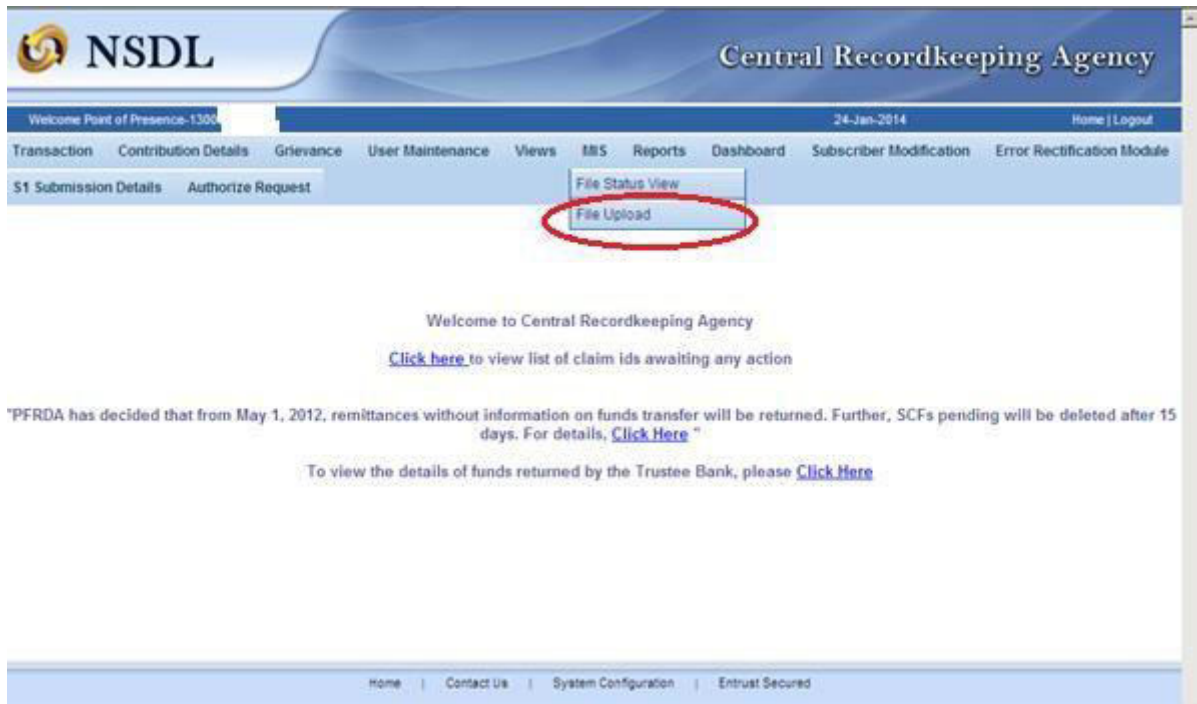 NSDL
Central Recordkeeping Agency
Welcome Point of Presence-1300
24-Jan-2014
Home | Logout
Transaction Contribution Details Grievance User Maintenance Views MIS Reports Dashboard Subscriber Modification Error Rectification Module
S1 Submission Details Authorize Request
File Status View
File Upload
Welcome to Central Recordkeeping Agency
Click here to view list of claim ids awaiting any action
"PFRDA has decided that from May 1, 2012, remittances without information on funds transfer will be returned. Further, SCFs pending will be deleted after 15
days. For details, Click Here "
To view the details of funds returned by the Trustee Bank, please Click Here
Home | Contact Us | System Configuration | Entrust Secured